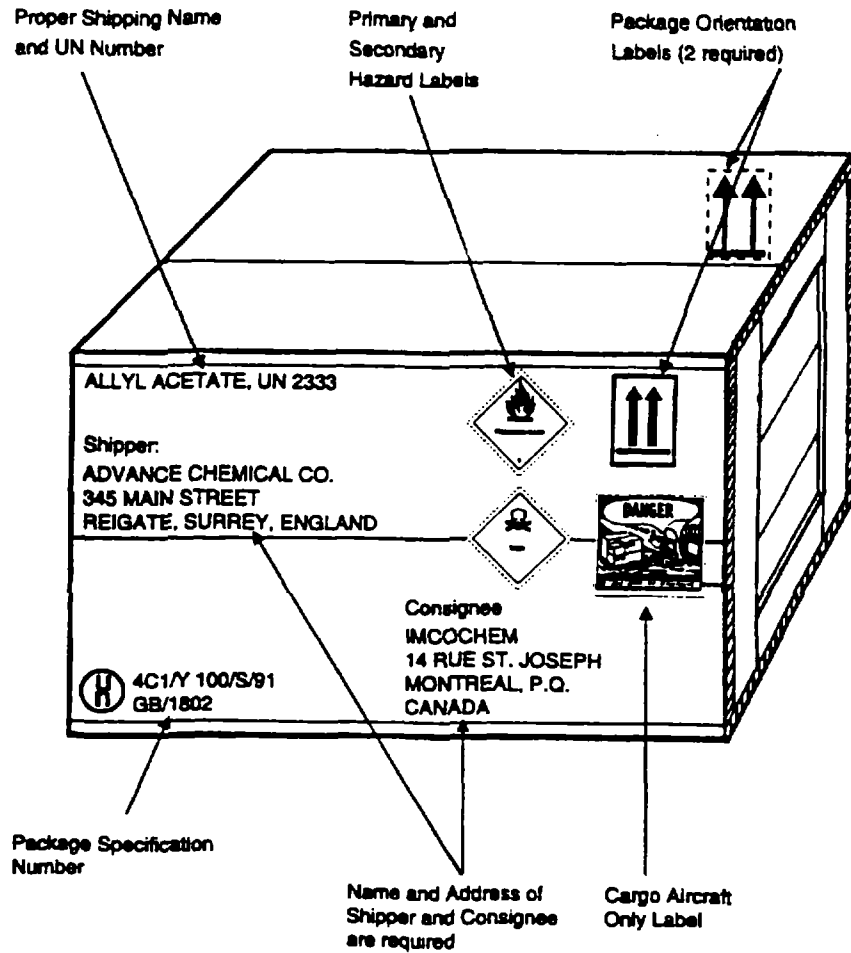 Proper Shipping Name
and UN Number
Primary and
Secondary
Hazard Labels
Package Orientation
Labels (2 required)
ALLYL ACETATE, UN 2333
Shipper:
ADVANCE CHEMICAL CO.
345 MAIN STREET
REIGATE, SURREY, ENGLAND
DANGER
Consignee
IMCOCHEM
14 RUE ST. JOSEPH
MONTREAL, P.Q.
CANADA
4C1/Y 100/S/91
GB/1802
Package Specification
Number
Name and Address of
Shipper and Consignee
are required
Cargo Aircraft
Only Label